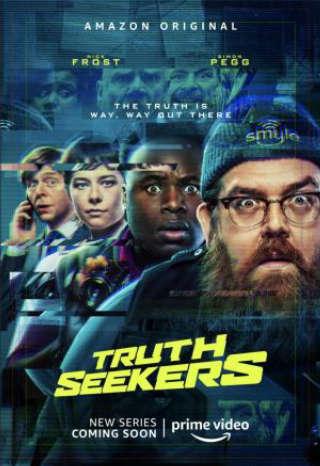 AMAZON ORIGINAL
NICK FROST
SIMON PEGG
THE TRUTH IS
WAY, WAY OUT THERE
smyle
TRUTH
SEEKERS
NEW SERIES
COMING SOON
prime video